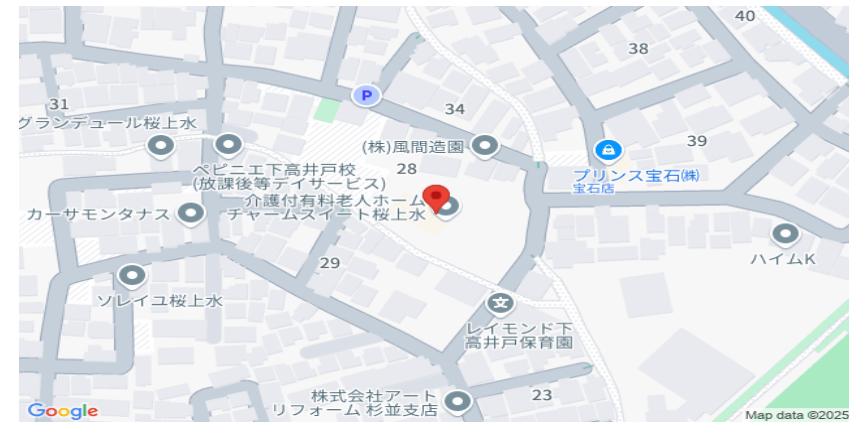 40
38
31
グランデュール桜上水
P
34
39
(株)風間造園
ペピニエ下高井戸校
(放課後等デイサービス)
28
プリンス宝石㈱
宝石店
介護付有料老人ホーム
チャームスイート桜上水
カーサモンタナス
29
ハイムK
ソレイユ桜上水
文
レイモンド下
高井戸保育園
株式会社アート
リフォーム 杉並支店
23
Google
Map data ©2025